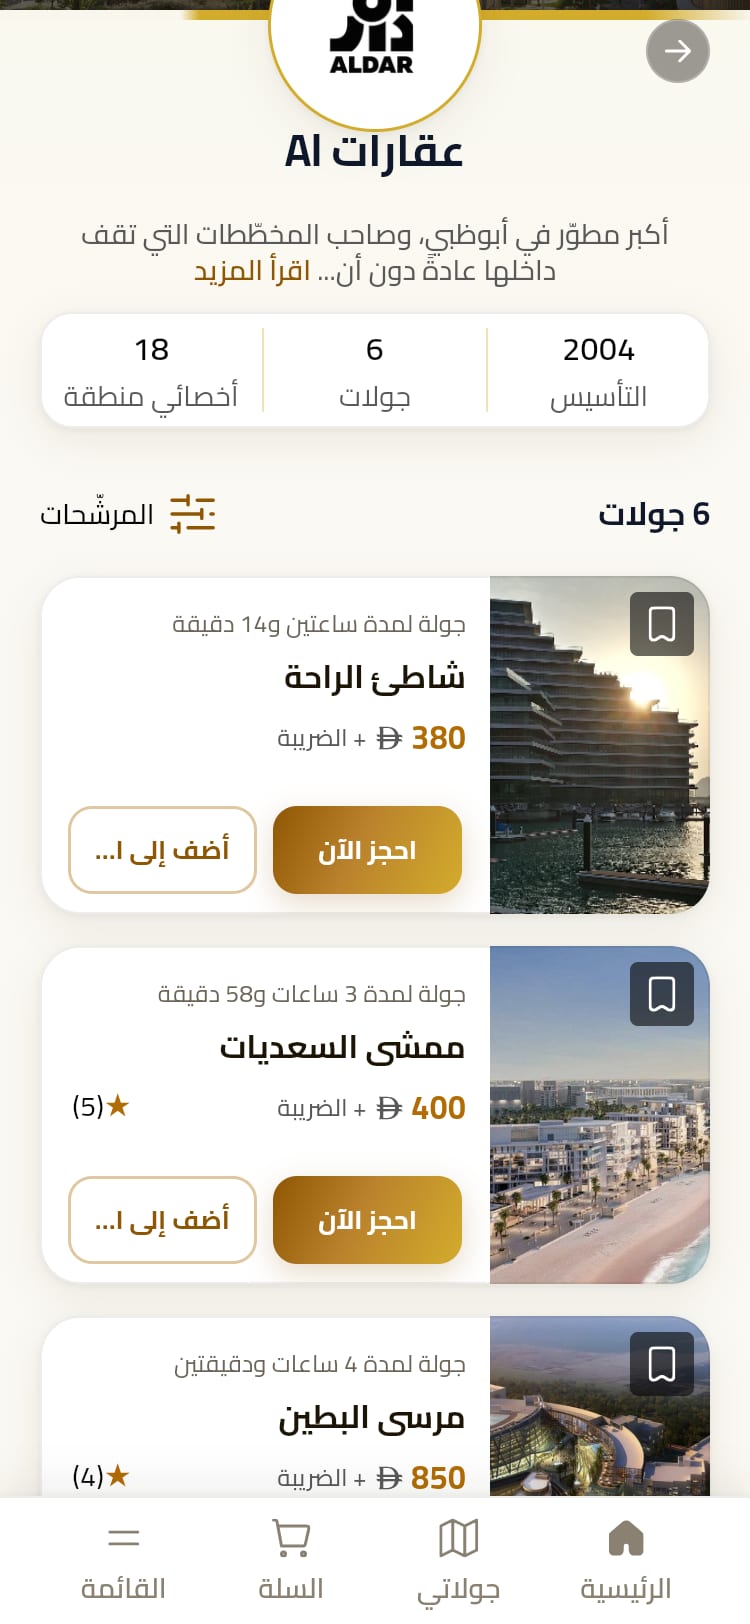 ALDAR
عقارات Al
أكبر مطوّر في أبوظبي، وصاحب المخطّطات التي تقف
داخلها عادةً دون أن... اقرأ المزيد
2004
التأسيس
6
جولات
18
أخصائي منطقة
6 جولات
المرشّحات
جولة لمدة ساعتين و14 دقيقة
شاطئ الراحة
380 + الضريبة
احجز الآن
أضف إلى ا...
جولة لمدة 3 ساعات و58 دقيقة
ممشى السعديات
400 + الضريبة
★(5)
احجز الآن
أضف إلى ا...
جولة لمدة 4 ساعات ودقيقتين
مرسى البطين
850 + الضريبة
★(4)
الرئيسية
جولاتي
السلة
القائمة